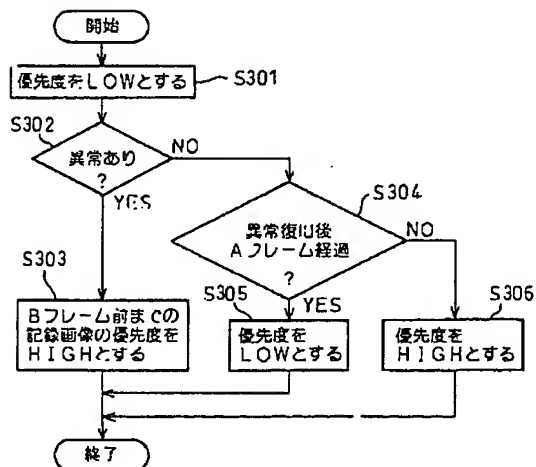 開始
優先度をLOWとする
S301
S302
異常あり
?
NO
YES
S304
異常復旧後
Aフレーム経過
?
NO
YES
S303
Bフレーム前までの
記録画像の優先度を
HIGHとする
S305
優先度を
LOWとする
S306
優先度を
HIGHとする
終了